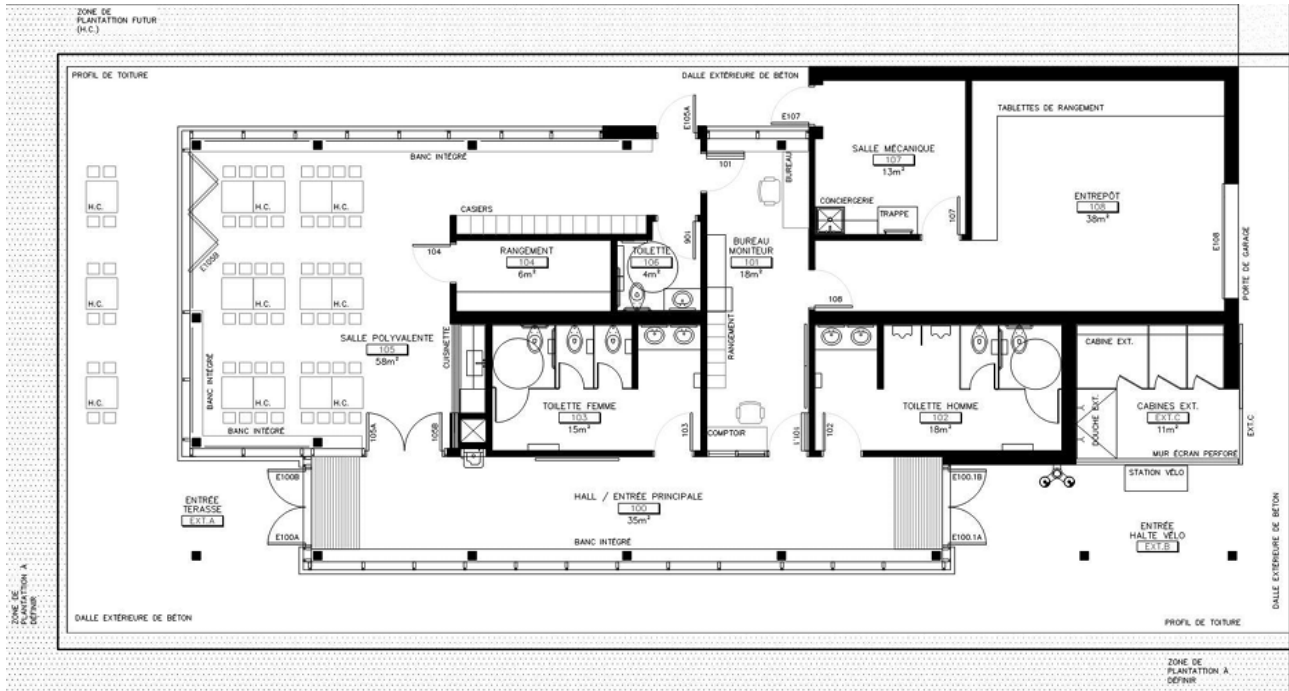 ZONE DE
PLANTATTION FUTUR
(H.C.)
PROFIL DE TOITURE
DALLE EXTÉRIEURE DE BÉTON
E105A
E107
TABLETTES DE RANGEMENT
BANC INTÉGRÉ
101
BUREAU
SALLE MÉCANIQUE
107
13m²
ENTREPÔT
108
38m²
CONCIERGERIE
TRAPPE
107
H.C.
H.C.
H.C.
CASIERS
104
RANGEMENT
104
6m²
TOILETTE
106
4m²
106
BUREAU
MONITEUR
101
18m²
E105B
E108
PORTE DE GARAGE
H.C.
H.C.
H.C.
108
SALLE POLYVALENTE
105
58m²
CUISINETTE
RANGEMENT
CABINE EXT.
BANC INTÉGRÉ
H.C.
H.C.
H.C.
TOILETTE FEMME
103
15m²
TOILETTE HOMME
102
18m²
DOUCHE EXT.
CABINES EXT.
EXT.C
11m²
EXT.C
BANC INTÉGRÉ
105A
105B
103
COMPTOIR
101.1
102
MUR ÉCRAN PERFORÉ
STATION VÉLO
E100B
E100.1B
HALL / ENTRÉE PRINCIPALE
100
35m²
ENTRÉE
TERASSE
EXT.A
E100A
BANC INTÉGRÉ
E100.1A
ENTRÉE
HALTE VÉLO
EXT.B
DALLE EXTÉRIEURE DE BÉTON
ZONE DE
PLANTATTION À
DÉFINIR
DALLE EXTÉRIEURE DE BÉTON
PROFIL DE TOITURE
ZONE DE
PLANTATTION À
DÉFINIR